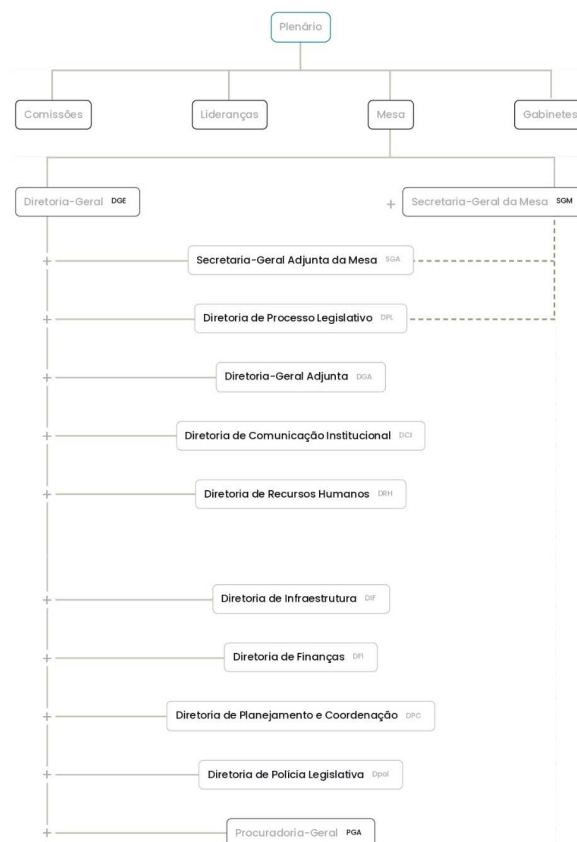 Plenário
Comissões
Lideranças
Mesa
Gabinetes
Diretoria-Geral DGE
+ Secretaria-Geral da Mesa SGM
+ Secretaria-Geral Adjunta da Mesa SGA
+ Diretoria de Processo Legislativo DPL
+ Diretoria-Geral Adjunta DGA
+ Diretoria de Comunicação Institucional DCI
+ Diretoria de Recursos Humanos DRH
+ Diretoria de Infraestrutura DIF
+ Diretoria de Finanças DFI
+ Diretoria de Planejamento e Coordenação DPC
+ Diretoria de Polícia Legislativa Dpol
+ Procuradoria-Geral PGA